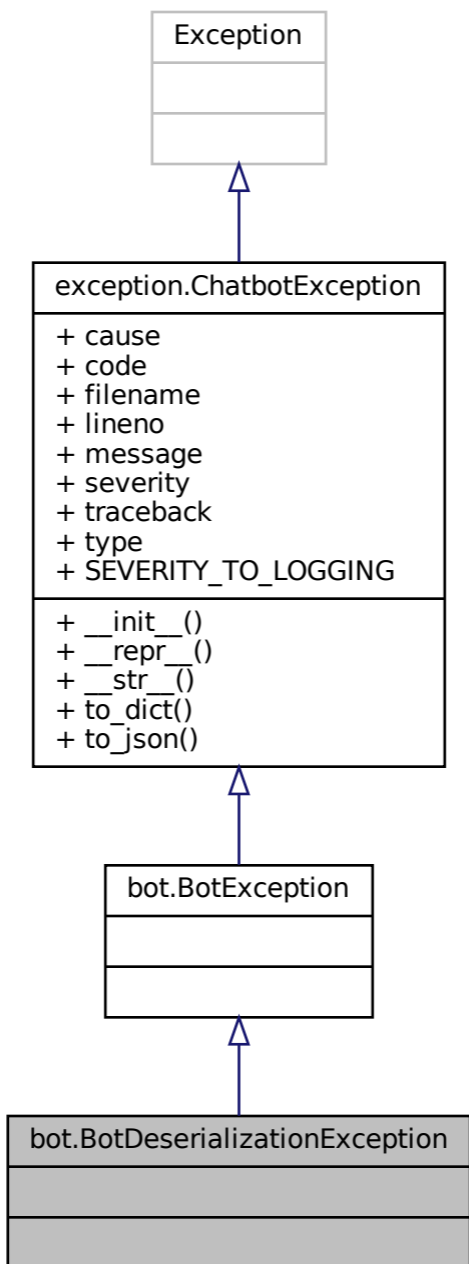 Exception
exception.ChatbotException
+ cause
+ code
+ filename
+ lineno
+ message
+ severity
+ traceback
+ type
+ SEVERITY_TO_LOGGING
+ __init__()
+ __repr__()
+ __str__()
+ to_dict()
+ to_json()
bot.BotException
bot.BotDeserializationException